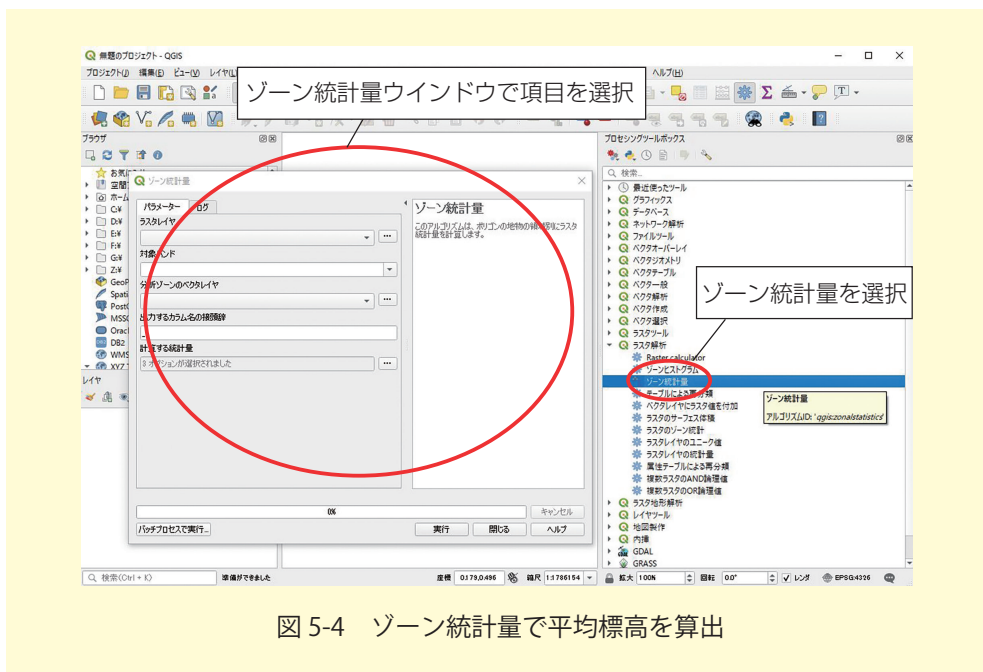 無題のプロジェクト - QGIS
プロジェクト(J) 編集(E) ビュー(V) ヘルプ(H)
ゾーン統計量ウインドウで項目を選択
ブラウザ
プロセシングツールボックス
検索...
空間
C:¥
D:¥
E:¥
F:¥
G:¥
Z:¥
DB2
レイヤ
ゾーン統計量
パラメーター ログ
ラスタレイヤ
対象バンド
分析ゾーンのベクタレイヤ
出力するカラム名の接頭辞
_
計算する統計量
3 オプションが選択されました
ゾーン統計量
このアルゴリズムは、ポリゴンの地物の領域別にラスタ
統計量を計算します。
0%
キャンセル
バッチプロセスで実行...
実行 閉じる ヘルプ
最近使ったツール
グラフィックス
データベース
ネットワーク解析
ファイルツール
ベクタオーバーレイ
ベクタジオメトリ
ベクタテーブル
ベクタ一般
ベクタ解析
ベクタ作成
ベクタ選択
ラスタツール
ラスタ解析
Raster calculator
ゾーンヒストグラム
ゾーン統計量
テーブルによる再分類
ベクタレイヤにラスタ値を付加
ラスタのサーフェス体積
ラスタのゾーン統計
ラスタレイヤのユニーク値
ラスタレイヤの統計量
属性テーブルによる再分類
複数ラスタのAND論理値
複数ラスタのOR論理値
ラスタ地形解析
レイヤツール
地図製作
内挿
GDAL
GRASS
ゾーン統計量を選択
ゾーン統計量
アルゴリズムID: 'qgis:zonalstatistics'
検索(Ctrl + K) 準備ができました 座標 0.179,0.496 縮尺 1:1786154 拡大 100% 回転 0.0° レンダ EPSG:4326
図 5-4 ゾーン統計量で平均標高を算出